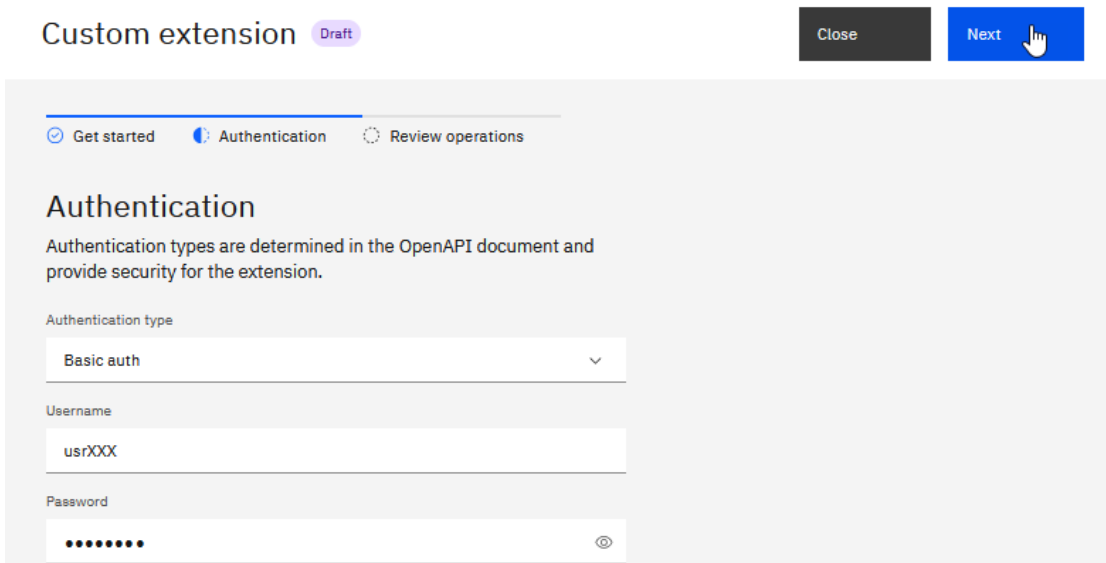 Custom extension Draft Close Next
Get started Authentication Review operations
Authentication
Authentication types are determined in the OpenAPI document and
provide security for the extension.
Authentication type
Basic auth
Username
usrXXX
Password
••••••••